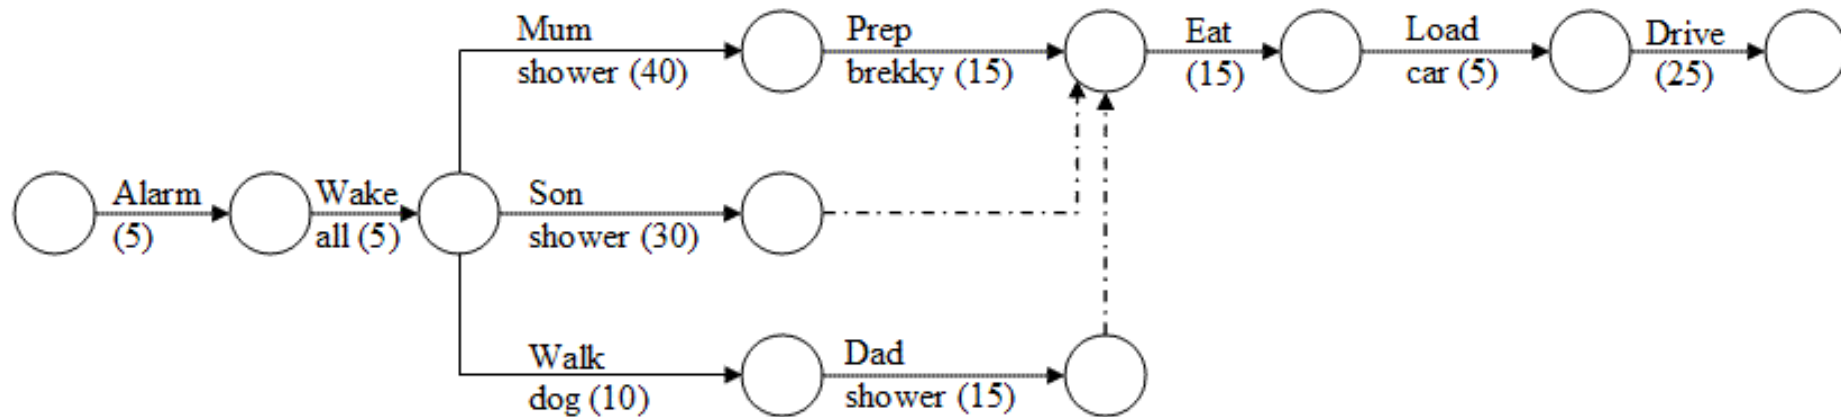 Mum
shower (40)
Prep
brekky (15)
Eat
(15)
Load
car (5)
Drive
(25)
Alarm
(5)
Wake
all (5)
Son
shower (30)
Walk
dog (10)
Dad
shower (15)